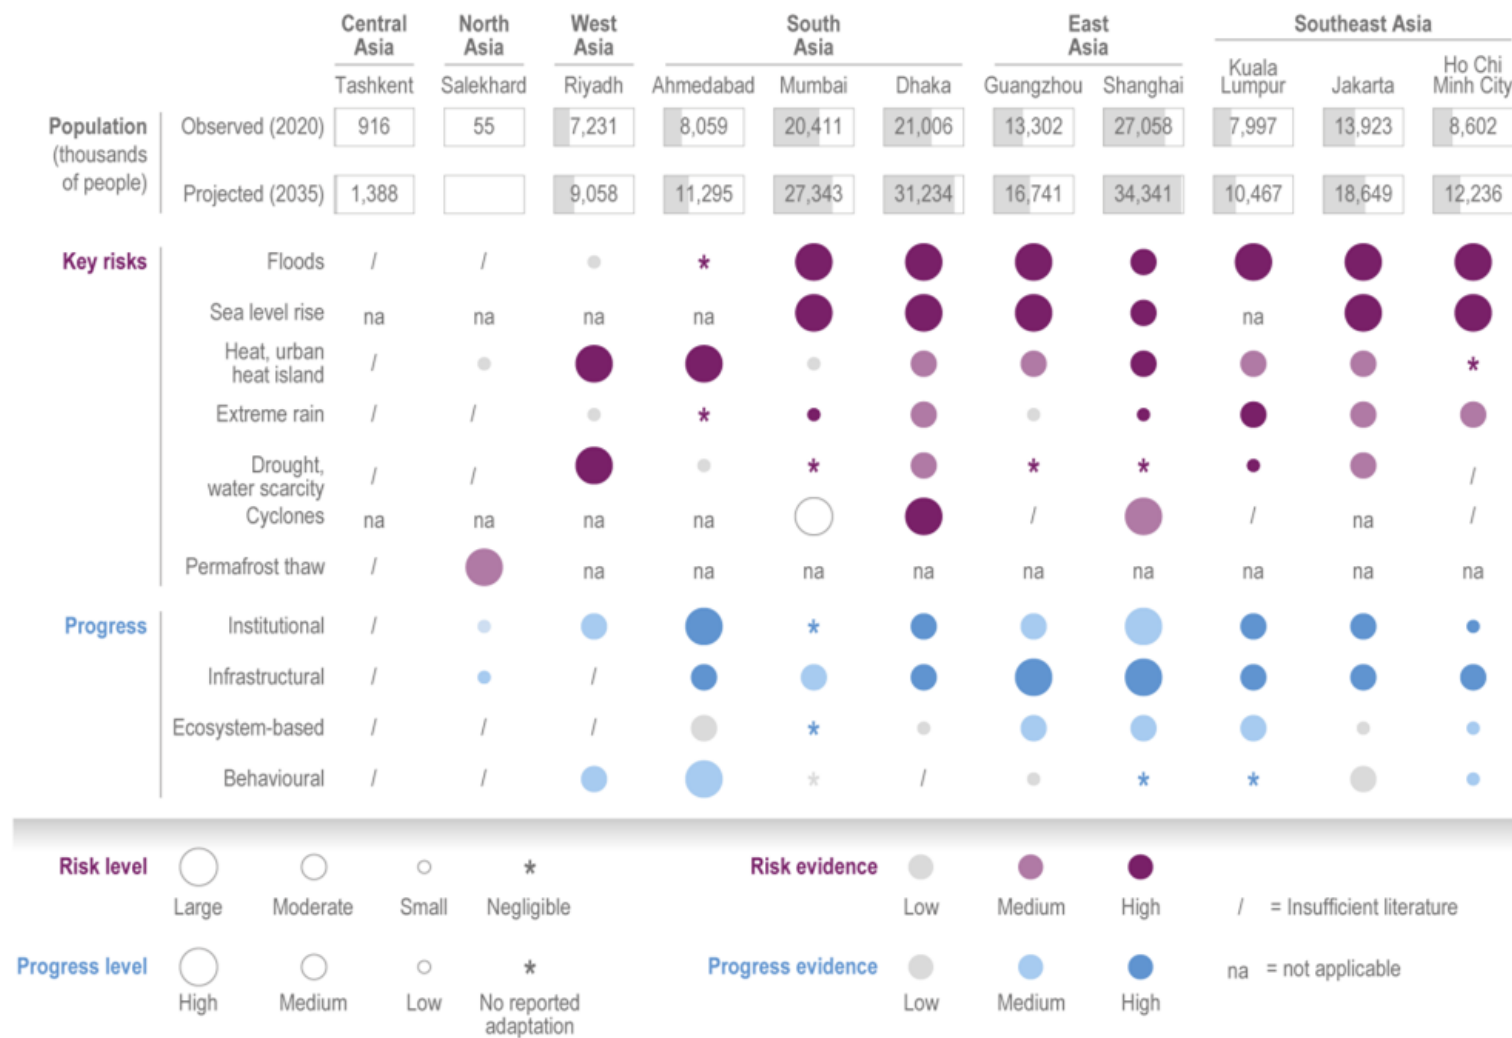 Central Asia North Asia West Asia South Asia East Asia Southeast Asia
Tashkent Salekhard Riyadh Ahmedabad Mumbai Dhaka Guangzhou Shanghai Kuala Lumpur Jakarta Ho Chi Minh City
Population (thousands of people)
Observed (2020) 916 55 7,231 8,059 20,411 21,006 13,302 27,058 7,997 13,923 8,602
Projected (2035) 1,388 9,058 11,295 27,343 31,234 16,741 34,341 10,467 18,649 12,236
Key risks
Floods / / *
Sea level rise na na na na na
Heat, urban heat island / *
Extreme rain / / *
Drought, water scarcity / / * * * /
Cyclones na na na na / / na /
Permafrost thaw / na na na na na na na na na
Progress
Institutional / *
Infrastructural / /
Ecosystem-based / / / *
Behavioural / / * / * *
Risk level
Large Moderate Small * Negligible
Risk evidence
Low Medium High
/ = Insufficient literature
Progress level
High Medium Low * No reported adaptation
Progress evidence
Low Medium High
na = not applicable